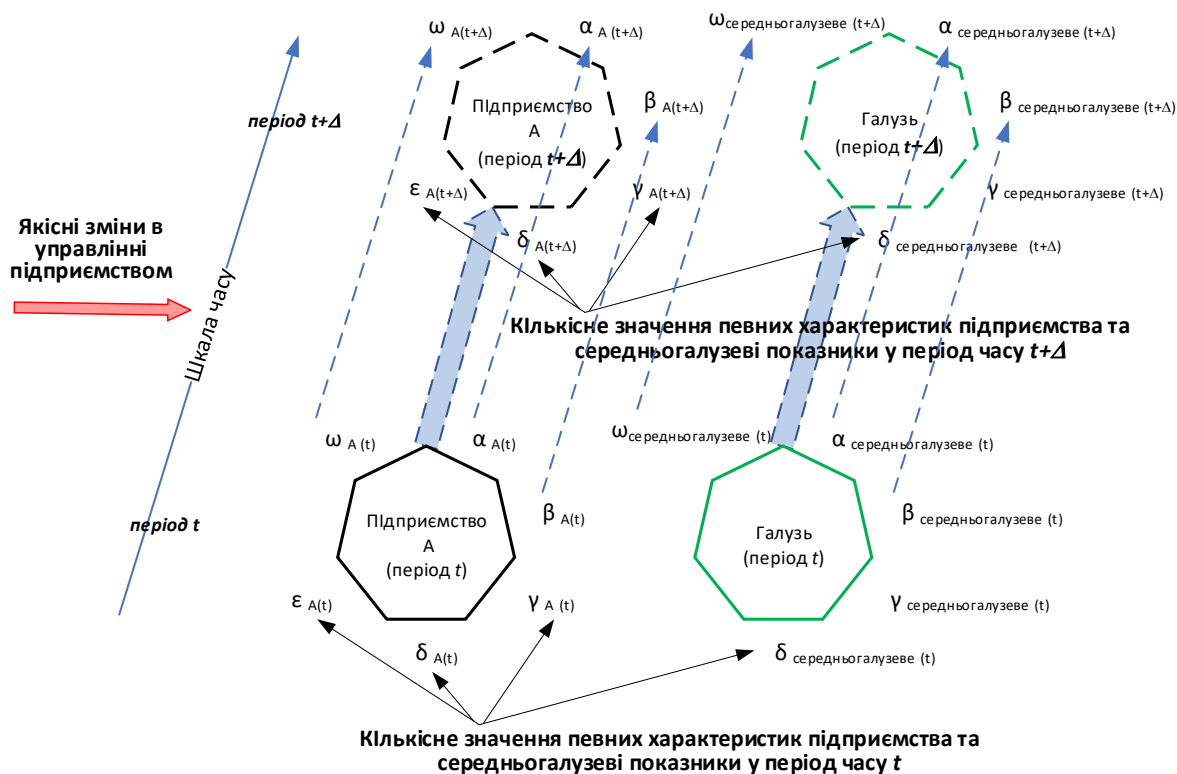 ω A(t+Δ)
α A(t+Δ)
ωсередньогалузеве (t+Δ)
α середньогалузеве (t+Δ)
період t+Δ
ПІдприємство
А
(період t+Δ)
β A(t+Δ)
Галузь
(період t+Δ)
β середньогалузеве (t+Δ)
ε A(t+Δ)
γ A(t+Δ)
γ середньогалузеве (t+Δ)
δ A(t+Δ)
δ середньогалузеве (t+Δ)
Якісні зміни в
управлінні
підприємством
Шкала часу
КІлькісне значення певних характеристик підприємства та
середньогалузеві показники у період часу t+Δ
ω A (t)
α A(t)
ωсередньогалузеве (t)
α середньогалузеве (t)
період t
ПІдприємство
А
(період t)
β A(t)
Галузь
(період t)
β середньогалузеве (t)
ε A(t)
γ A (t)
γ середньогалузеве (t)
δ A(t)
δ середньогалузеве (t)
КІлькісне значення певних характеристик підприємства та
середньогалузеві показники у період часу t